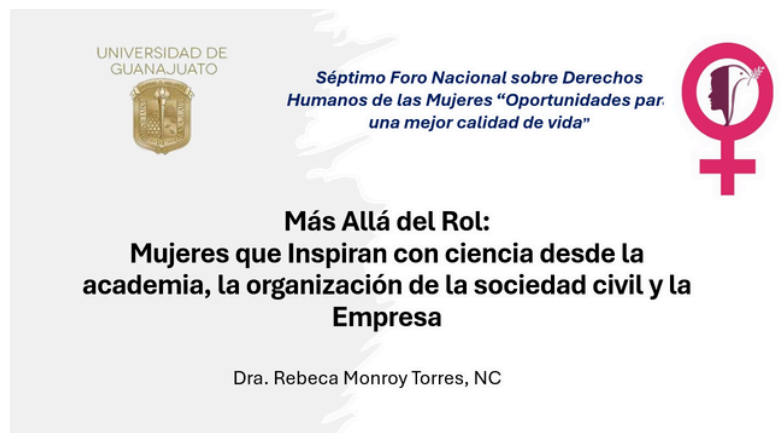 UNIVERSIDAD DE
GUANAJUATO
Séptimo Foro Nacional sobre Derechos
Humanos de las Mujeres “Oportunidades par
una mejor calidad de vida”
Más Allá del Rol:
Mujeres que Inspiran con ciencia desde la
academia, la organización de la sociedad civil y la
Empresa
Dra. Rebeca Monroy Torres, NC